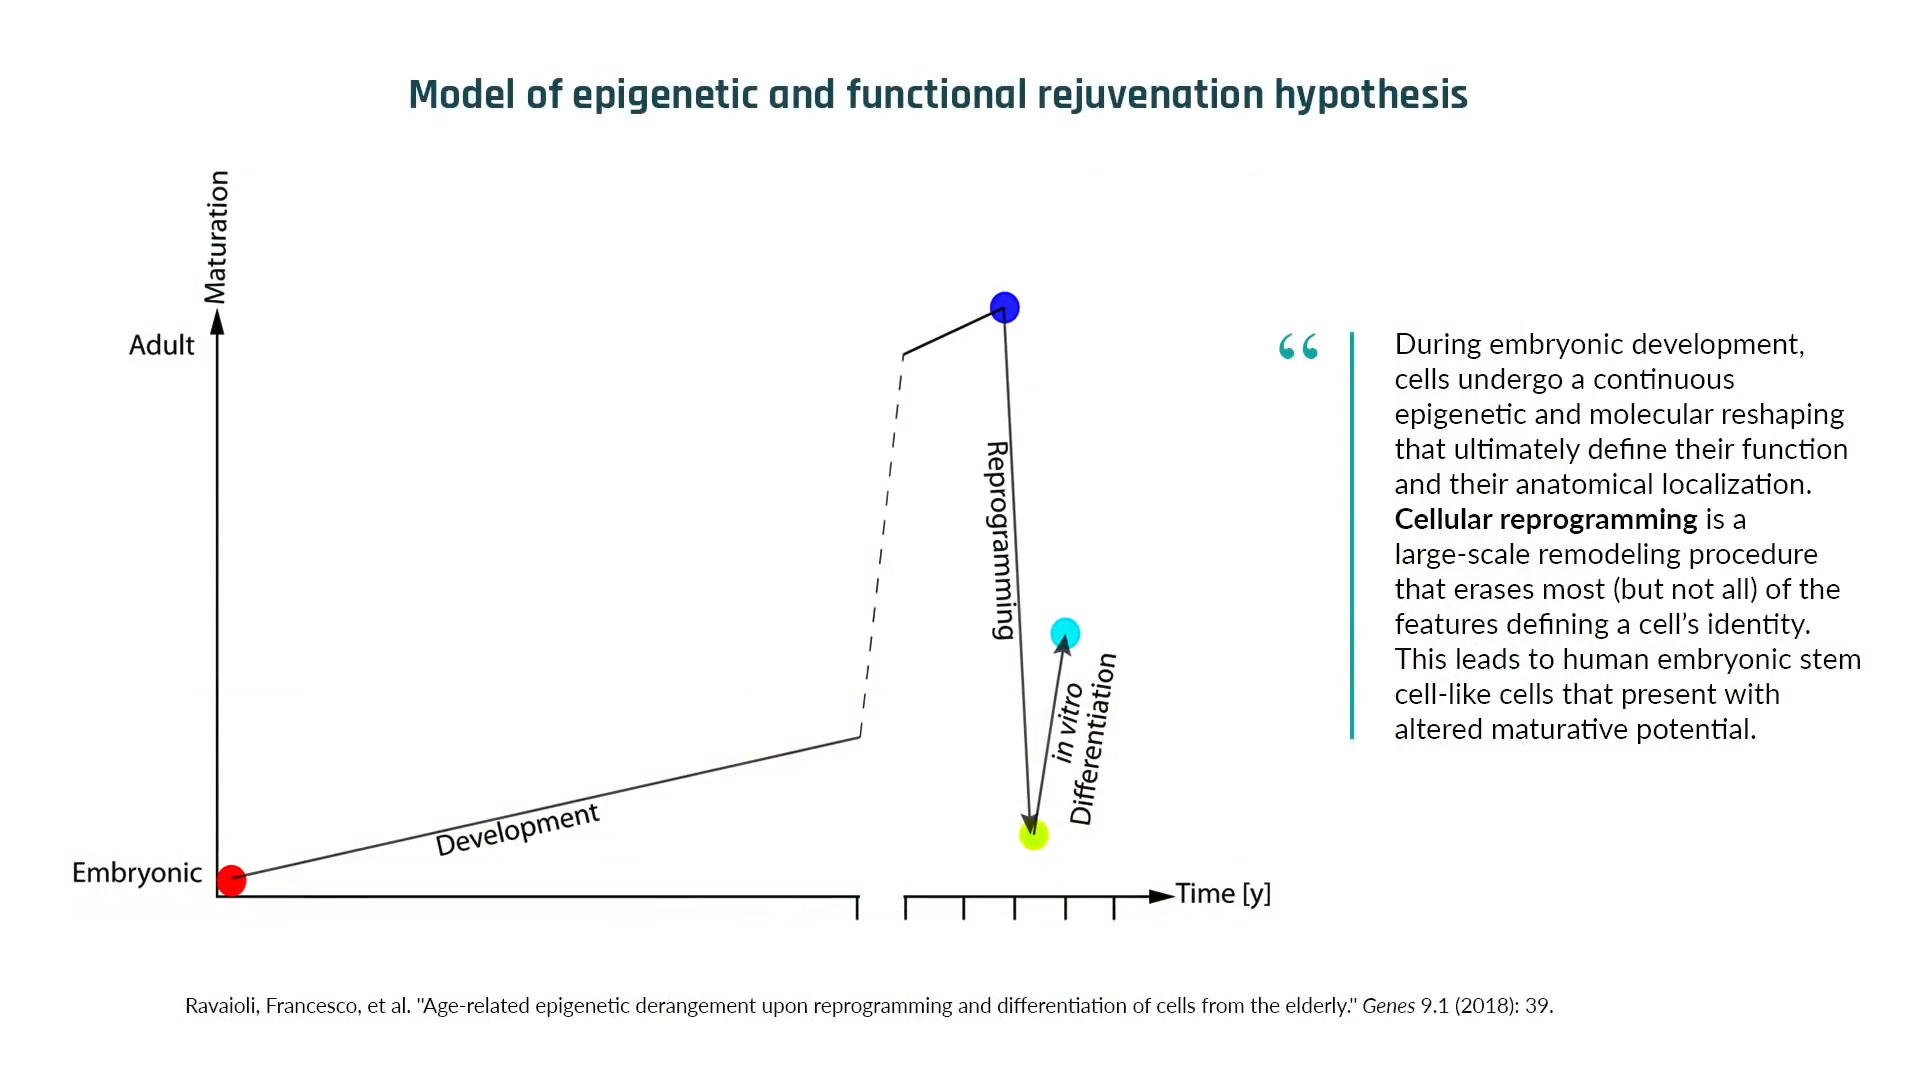 Model of epigenetic and functional rejuvenation hypothesis
Maturation
Adult
Embryonic
Development
Reprogramming
in vitro
Differentiation
Time [y]
“
During embryonic development,
cells undergo a continuous
epigenetic and molecular reshaping
that ultimately define their function
and their anatomical localization.
Cellular reprogramming is a
large-scale remodeling procedure
that erases most (but not all) of the
features defining a cell’s identity.
This leads to human embryonic stem
cell-like cells that present with
altered maturative potential.
Ravaioli, Francesco, et al. "Age-related epigenetic derangement upon reprogramming and differentiation of cells from the elderly." Genes 9.1 (2018): 39.